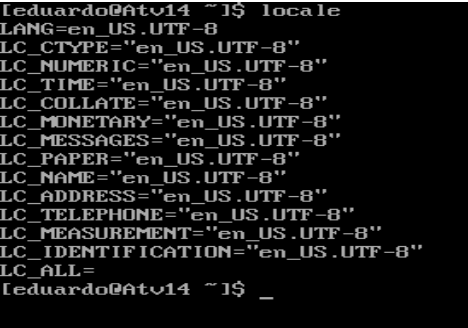 [eduardo@Atv14 ~]$ locale
LANG=en_US.UTF-8
LC_CTYPE="en_US.UTF-8"
LC_NUMERIC="en_US.UTF-8"
LC_TIME="en_US.UTF-8"
LC_COLLATE="en_US.UTF-8"
LC_MONETARY="en_US.UTF-8"
LC_MESSAGES="en_US.UTF-8"
LC_PAPER="en_US.UTF-8"
LC_NAME="en_US.UTF-8"
LC_ADDRESS="en_US.UTF-8"
LC_TELEPHONE="en_US.UTF-8"
LC_MEASUREMENT="en_US.UTF-8"
LC_IDENTIFICATION="en_US.UTF-8"
LC_ALL=
[eduardo@Atv14 ~]$ _